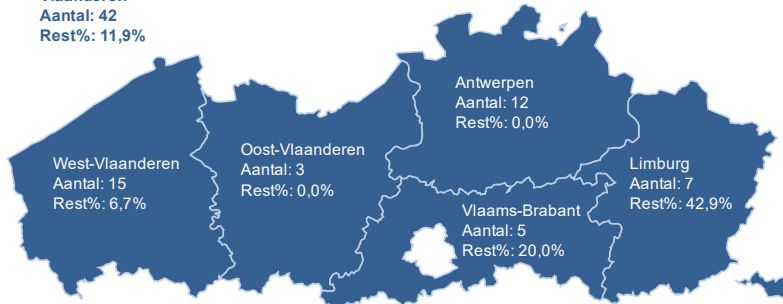 Vlaanderen
Aantal: 42
Rest%: 11,9%
Antwerpen
Aantal: 12
Rest%: 0,0%
West-Vlaanderen
Aantal: 15
Rest%: 6,7%
Oost-Vlaanderen
Aantal: 3
Rest%: 0,0%
Limburg
Aantal: 7
Rest%: 42,9%
Vlaams-Brabant
Aantal: 5
Rest%: 20,0%